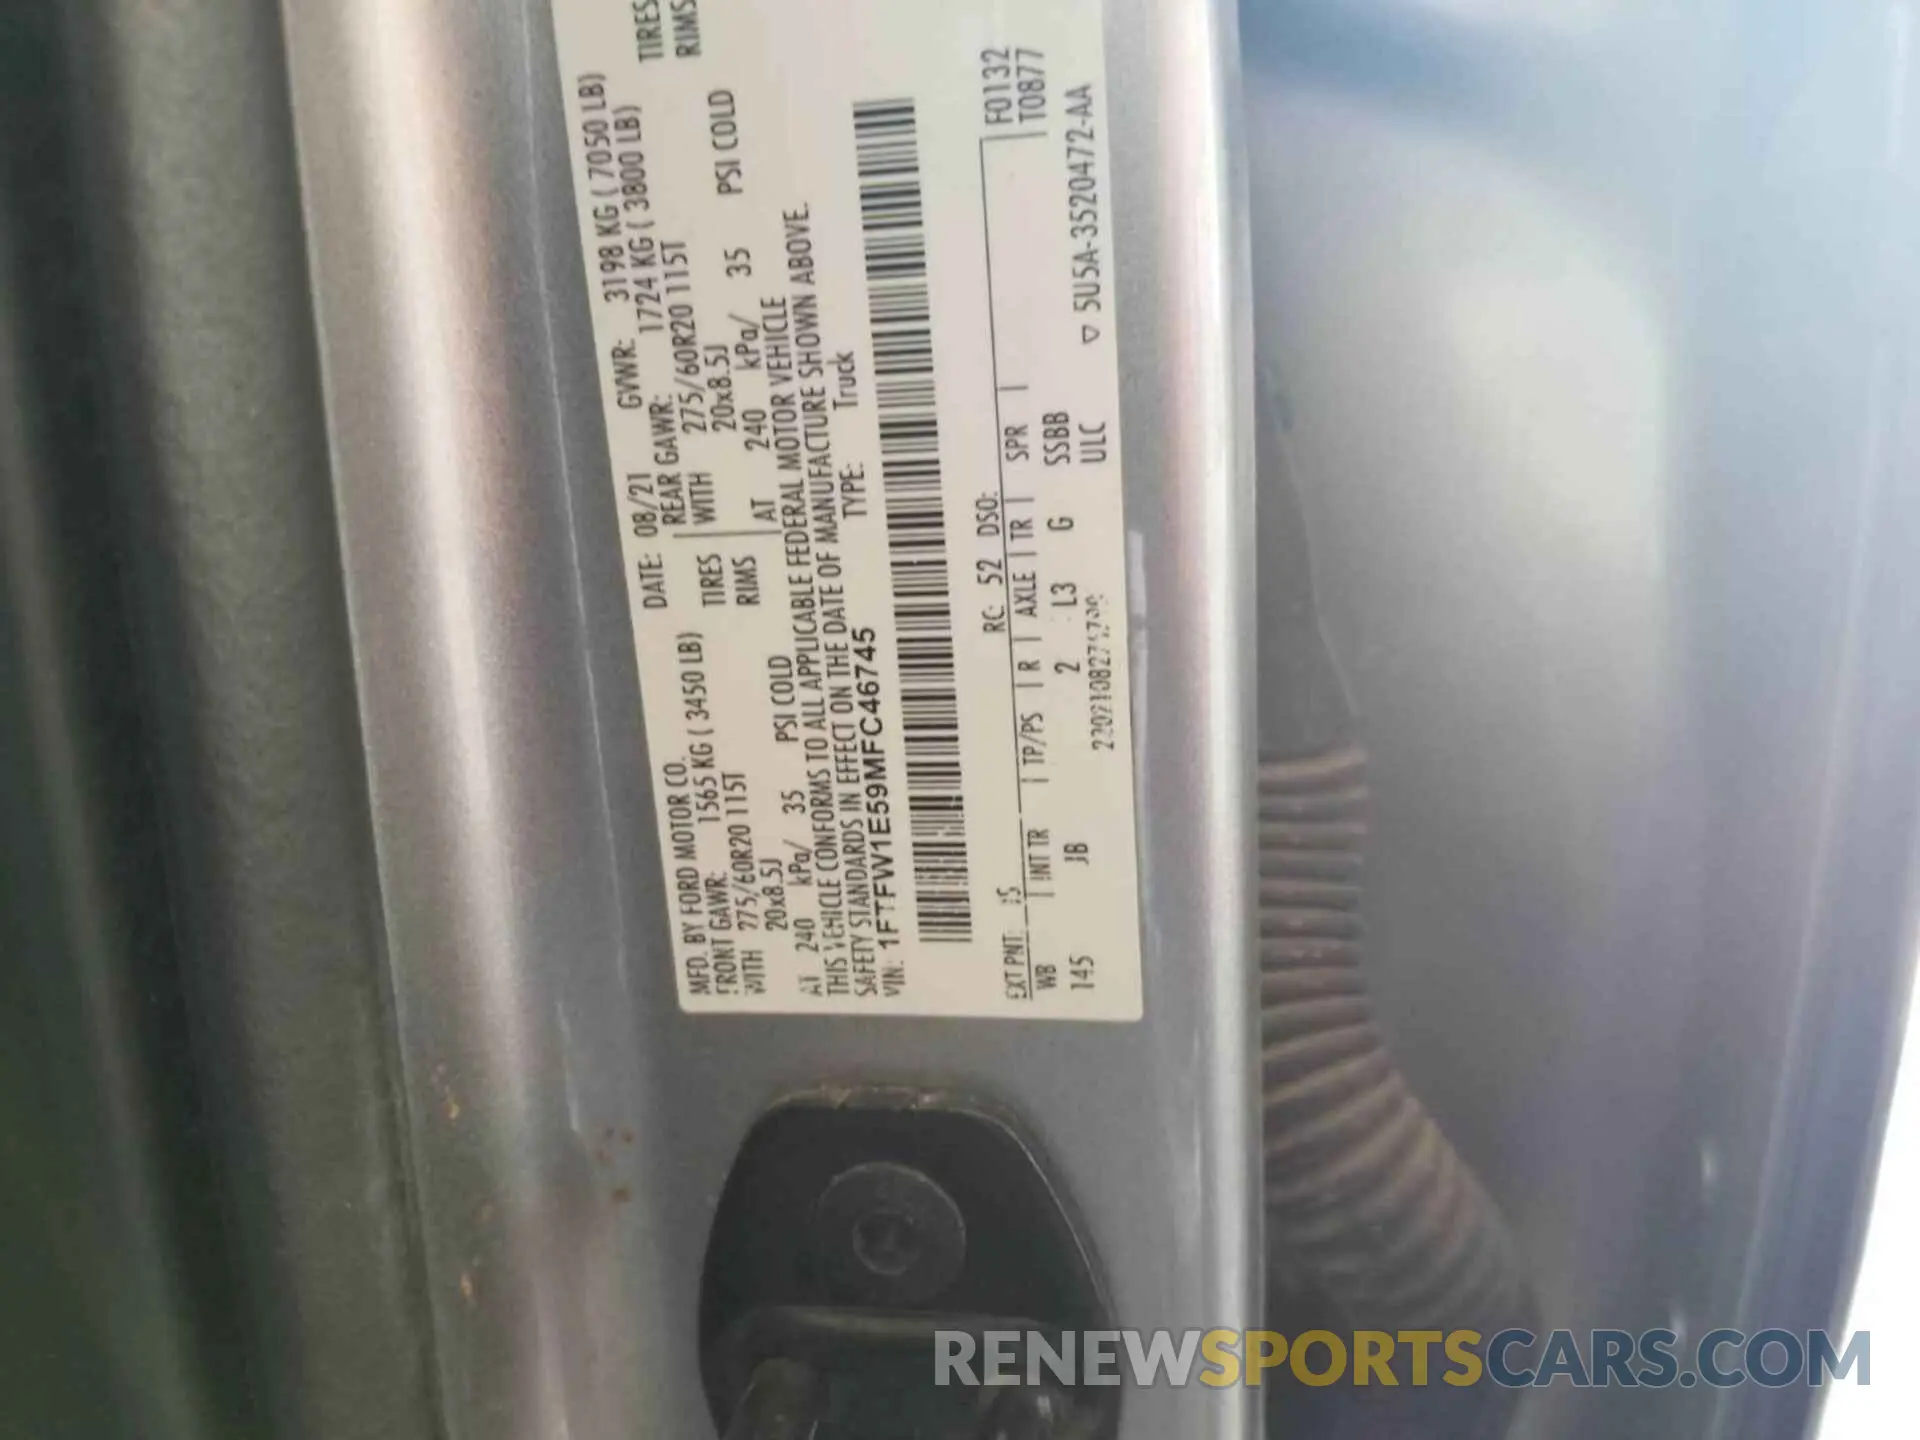 MFD. BY FORD MOTOR CO. DATE: 08/21 GVWR: 3198 KG ( 7050 LB)
FRONT GAWR: 1565 KG ( 3450 LB) REAR GAWR: 1724 KG ( 3800 LB)
WITH 275/60R20 115T TIRES WITH 275/60R20 115T TIRES
20x8.5J RIMS 20x8.5J RIMS
AT 240 kPa/ 35 PSI COLD AT 240 kPa/ 35 PSI COLD
THIS VEHICLE CONFORMS TO ALL APPLICABLE FEDERAL MOTOR VEHICLE
SAFETY STANDARDS IN EFFECT ON THE DATE OF MANUFACTURE SHOWN ABOVE.
VIN: 1FTFW1E59MFC46745 TYPE: Truck
EXT PNT: RC: 52 DSO: F0132
WB INT TR TP/PS R AXLE TR SPR T0877
145 JB 2 L3 G SSBB
ULC ▽ 5U5A-3520472-AA
RENEWSPORTSCARS.COM